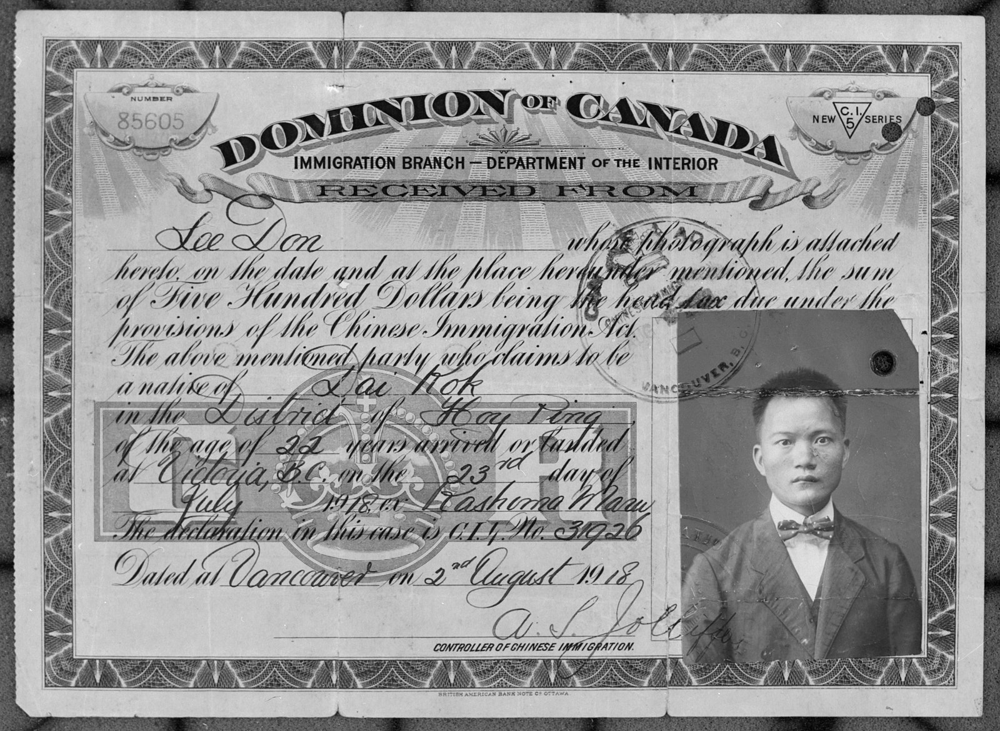 NUMBER
85605
DOMINION OF CANADA
NEW C.I. 5 SERIES
IMMIGRATION BRANCH — DEPARTMENT OF THE INTERIOR
RECEIVED FROM
Lee Don whose photograph is attached
hereto, on the date and at the place hereunder mentioned, the sum
of Five Hundred Dollars being the head tax due under the
provisions of the Chinese Immigration Act.
The above mentioned party who claims to be
a native of Dai Kok
in the District of Hoy Ping
of the age of 22 years arrived or landed
at Victoria, B.C. on the 23rd day of
July 1918, ex Kashoma Maru
The declaration in this case is C.I.4. No. 31926
Dated at Vancouver on 2nd August 1918
A. L. Jolliffe
CONTROLLER OF CHINESE IMMIGRATION.
CHINESE IMMIGRATION
VANCOUVER, B.C.
BRITISH AMERICAN BANK NOTE Co OTTAWA